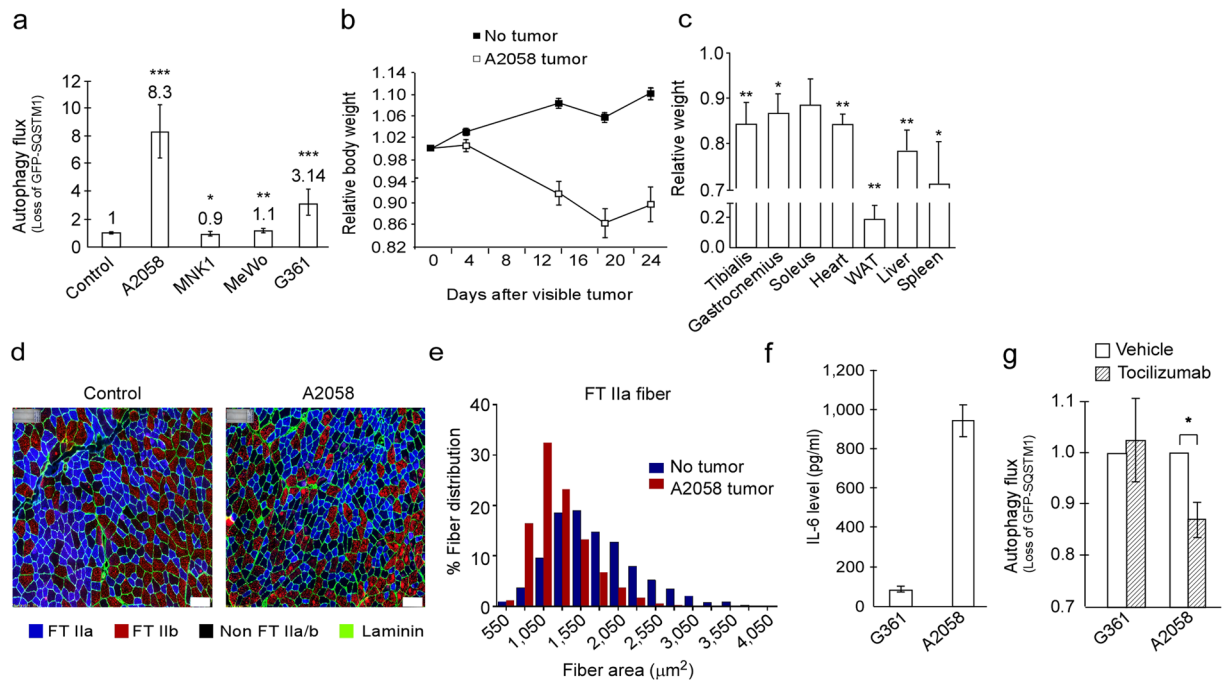 a
Autophagy flux
(Loss of GFP-SQSTM1)
12
10
8
6
4
2
0
1
***
8.3
*
0.9
**
1.1
***
3.14
Control
A2058
MNK1
MeWo
G361
b
No tumor
A2058 tumor
Relative body weight
1.14
1.10
1.06
1.02
0.98
0.94
0.90
0.86
0.82
0 4 8 12 16 20 24
Days after visible tumor
c
Relative weight
1.0
0.9
0.8
0.7
0.2
0.0
**
*
**
**
**
*
Tibialis
Gastrocnemius
Soleus
Heart
WAT
Liver
Spleen
d
Control
A2058
FT IIa
FT IIb
Non FT IIa/b
Laminin
e
FT IIa fiber
% Fiber distribution
40
30
20
10
0
No tumor
A2058 tumor
550
1,050
1,550
2,050
2,550
3,050
3,550
4,050
Fiber area (μm²)
f
IL-6 level (pg/ml)
1,200
1,000
800
600
400
200
0
G361
A2058
g
Vehicle
Tocilizumab
Autophagy flux
(Loss of GFP-SQSTM1)
1.1
1.0
0.9
0.8
0.7
*
G361
A2058